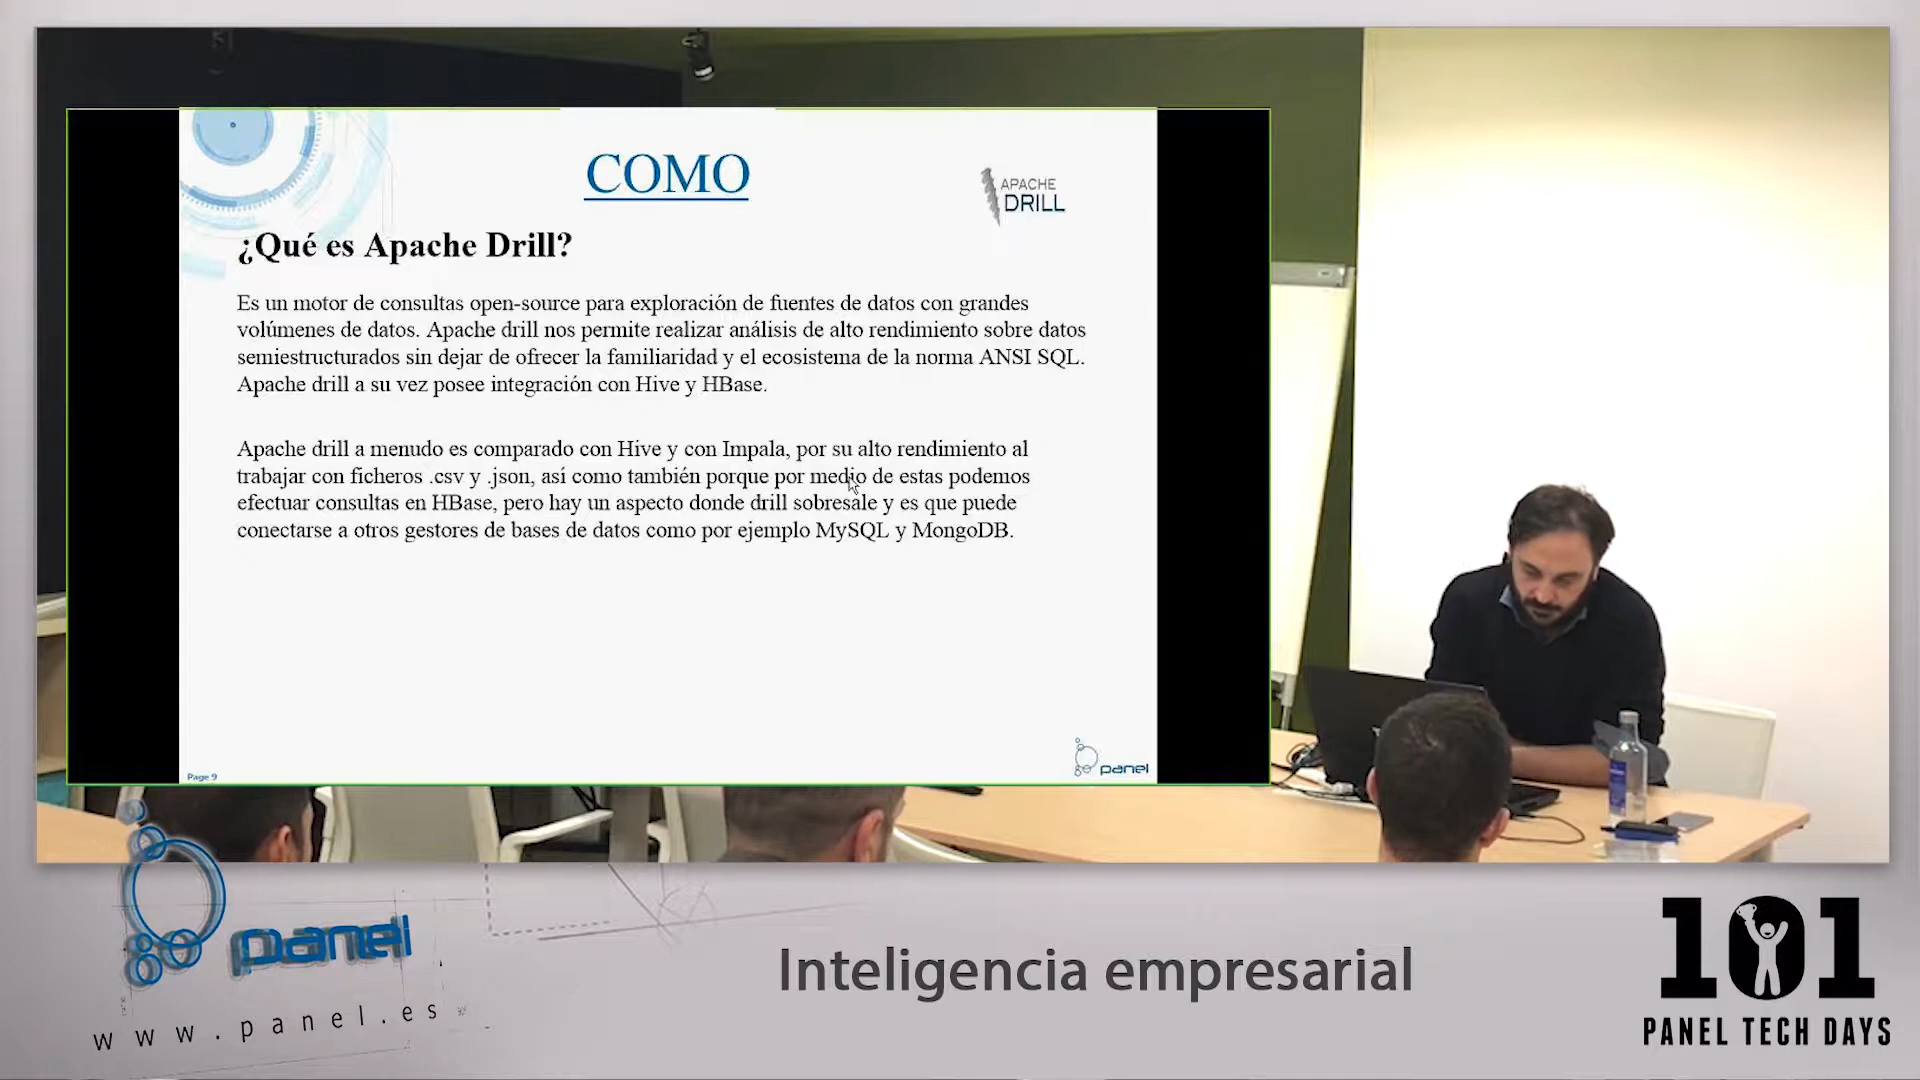 COMO
APACHE
DRILL
¿Qué es Apache Drill?
Es un motor de consultas open-source para exploración de fuentes de datos con grandes
volúmenes de datos. Apache drill nos permite realizar análisis de alto rendimiento sobre datos
semiestructurados sin dejar de ofrecer la familiaridad y el ecosistema de la norma ANSI SQL.
Apache drill a su vez posee integración con Hive y HBase.
Apache drill a menudo es comparado con Hive y con Impala, por su alto rendimiento al
trabajar con ficheros .csv y .json, así como también porque por medio de estas podemos
efectuar consultas en HBase, pero hay un aspecto donde drill sobresale y es que puede
conectarse a otros gestores de bases de datos como por ejemplo MySQL y MongoDB.
Page 9
panel
panel
www.panel.es
Inteligencia empresarial
101
PANEL TECH DAYS